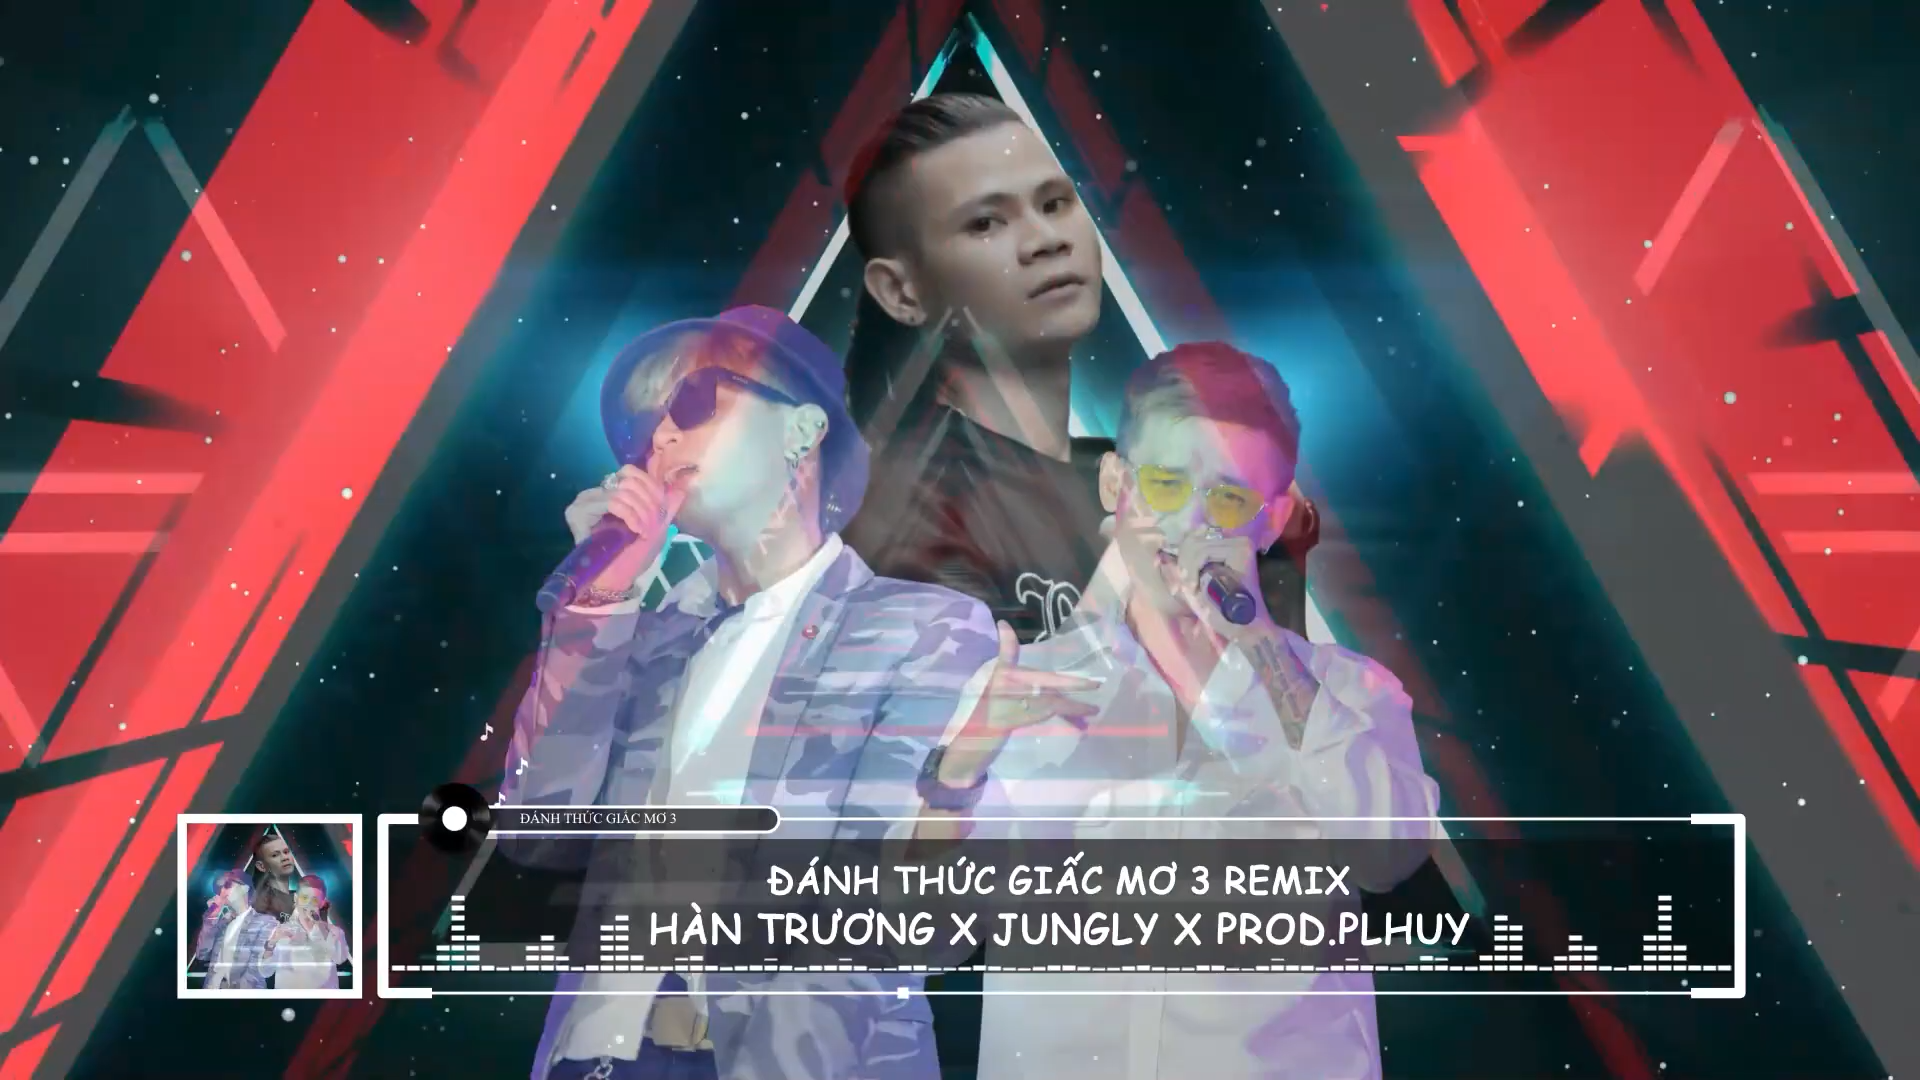 ĐÁNH THỨC GIẤC MƠ 3
ĐÁNH THỨC GIẤC MƠ 3 REMIX
HÀN TRƯƠNG X JUNGLY X PROD.PLHUY